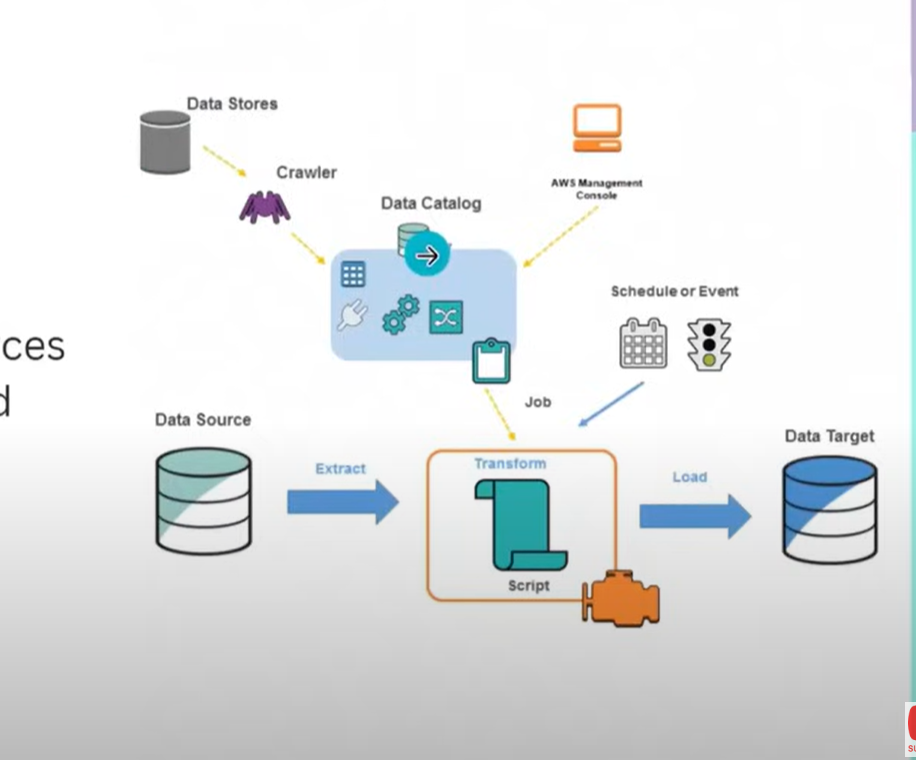 Data Stores
Crawler
AWS Management
Console
Data Catalog
Schedule or Event
ces
d
Job
Data Source
Data Target
Extract
Transform
Load
Script
SU